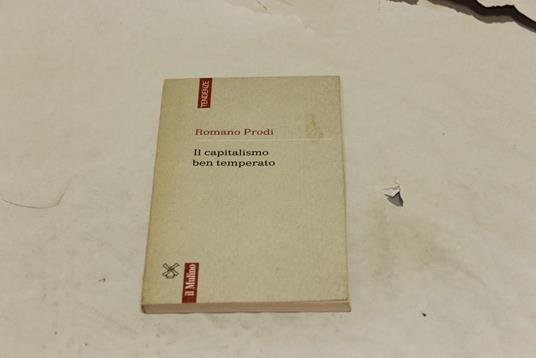 TENDENZE
Romano Prodi
Il capitalismo
ben temperato
il Mulino